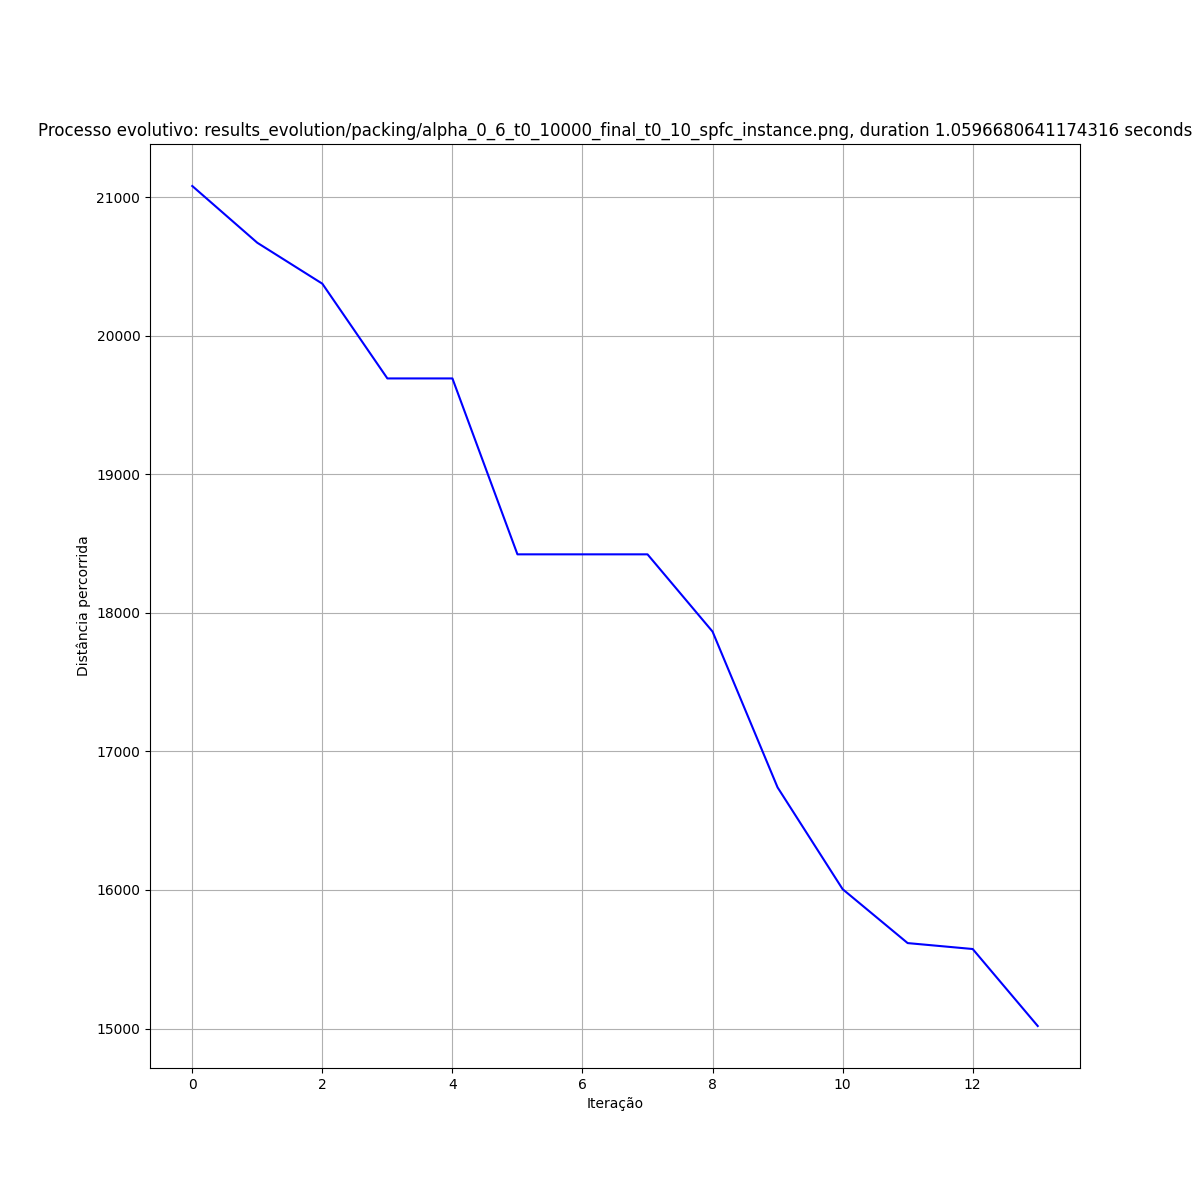 Processo evolutivo: results_evolution/packing/alpha_0_6_t0_10000_final_t0_10_spfc_instance.png, duration 1.0596680641174316 seconds
21000
20000
19000
18000
17000
16000
15000
Distância percorrida
0 2 4 6 8 10 12
Iteração